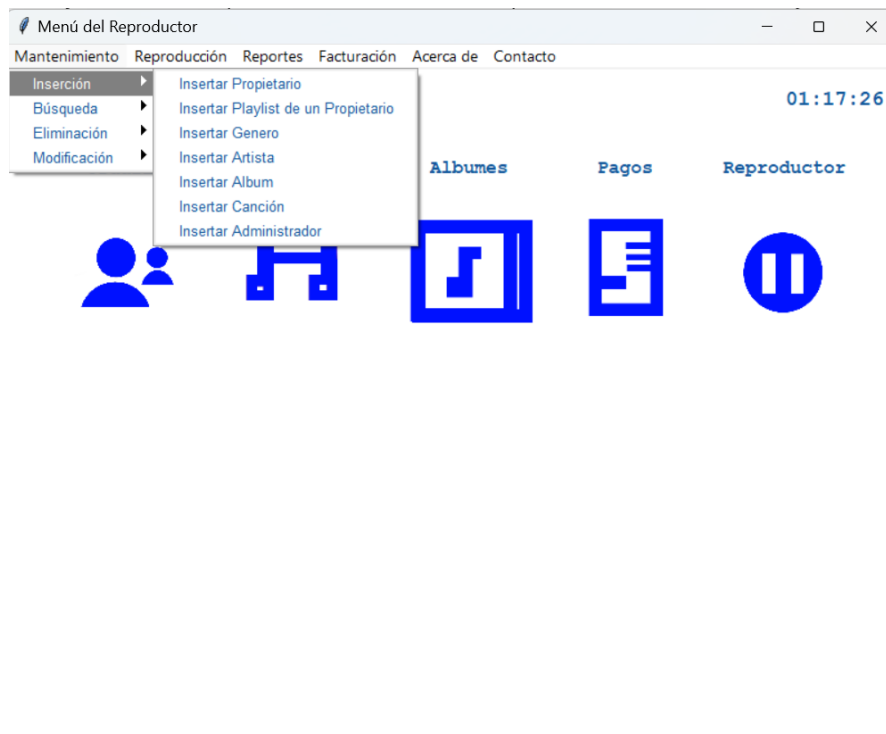 Menú del Reproductor
Mantenimiento Reproducción Reportes Facturación Acerca de Contacto
Inserción
Búsqueda
Eliminación
Modificación
Insertar Propietario
Insertar Playlist de un Propietario
Insertar Genero
Insertar Artista
Insertar Album
Insertar Canción
Insertar Administrador
01:17:26
Albumes Pagos Reproductor